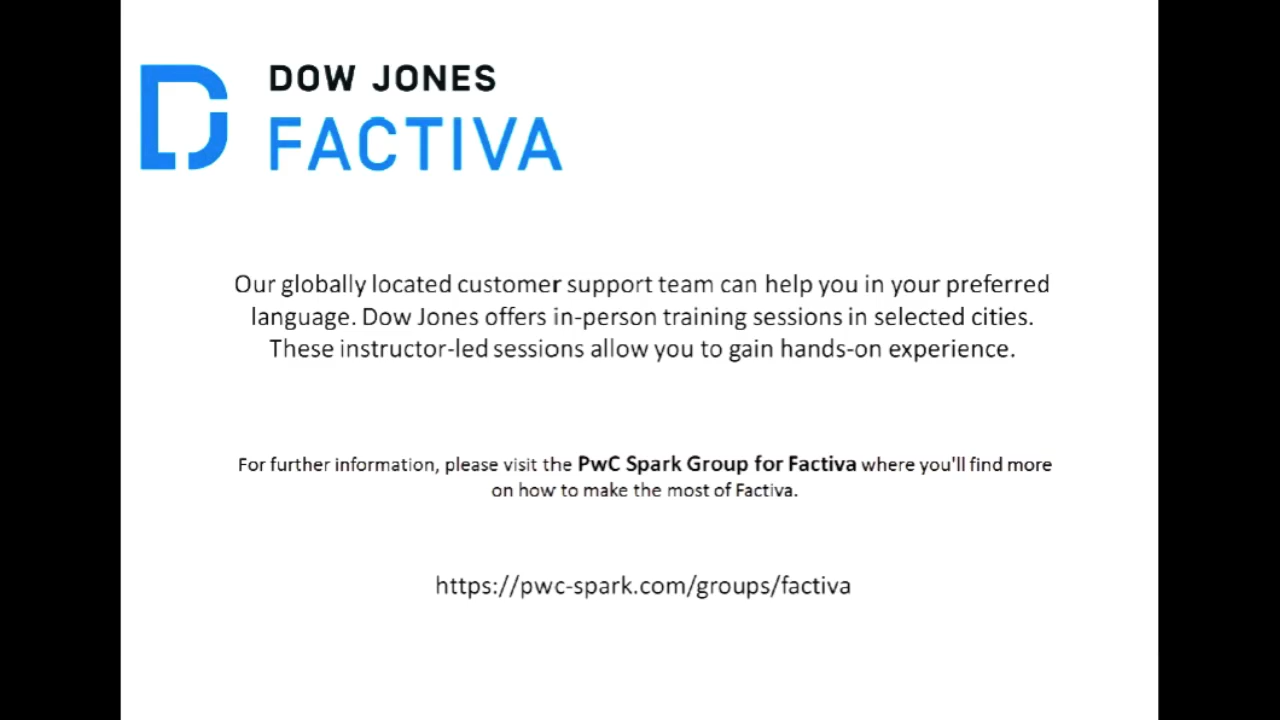 DOW JONES
FACTIVA
Our globally located customer support team can help you in your preferred
language. Dow Jones offers in-person training sessions in selected cities.
These instructor-led sessions allow you to gain hands-on experience.
For further information, please visit the PwC Spark Group for Factiva where you'll find more
on how to make the most of Factiva.
https://pwc-spark.com/groups/factiva